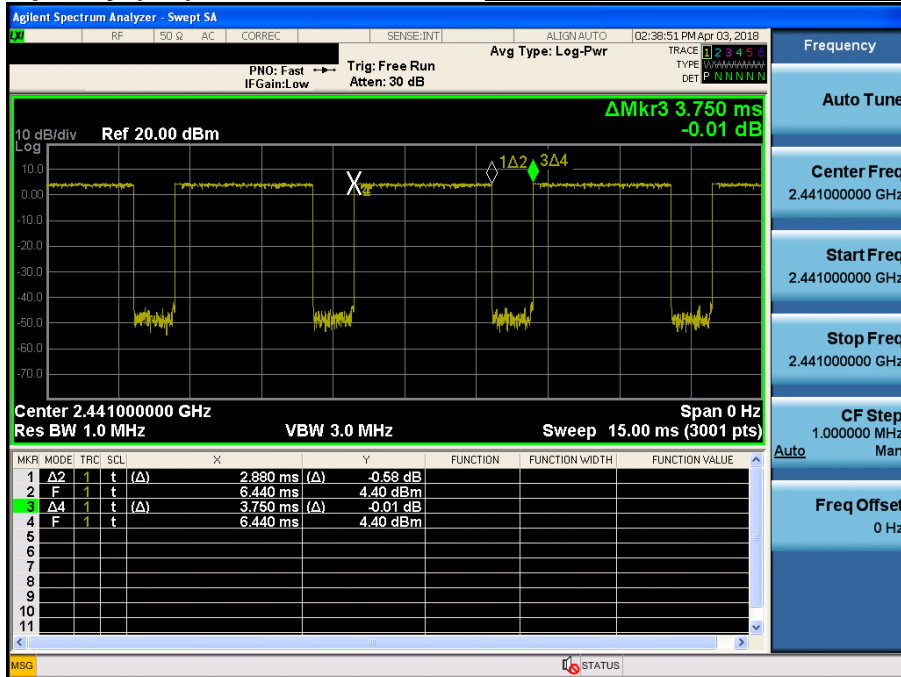 Agilent Spectrum Analyzer - Swept SA
LXI RF 50 Ω AC CORREC SENSE:INT ALIGN AUTO 02:38:51 PM Apr 03, 2018
Avg Type: Log-Pwr
TRACE 1 2 3 4 5 6
TYPE
DET P N N N N N
PNO: Fast
IFGain:Low
Trig: Free Run
Atten: 30 dB
Frequency
ΔMkr3 3.750 ms
-0.01 dB
10 dB/div Ref 20.00 dBm
Log
10.0
0.00
-10.0
-20.0
-30.0
-40.0
-50.0
-60.0
-70.0
1Δ2 3Δ4
Center 2.441000000 GHz Span 0 Hz
Res BW 1.0 MHz VBW 3.0 MHz Sweep 15.00 ms (3001 pts)
MKR MODE TRC SCL X Y FUNCTION FUNCTION WIDTH FUNCTION VALUE
1 Δ2 1 t (Δ) 2.880 ms (Δ) -0.58 dB
2 F 1 t 6.440 ms 4.40 dBm
3 Δ4 1 t (Δ) 3.750 ms (Δ) -0.01 dB
4 F 1 t 6.440 ms 4.40 dBm
5
6
7
8
9
10
11
Auto Tune
Center Freq
2.441000000 GHz
Start Freq
2.441000000 GHz
Stop Freq
2.441000000 GHz
CF Step
1.000000 MHz
Auto Man
Freq Offset
0 Hz
MSG STATUS